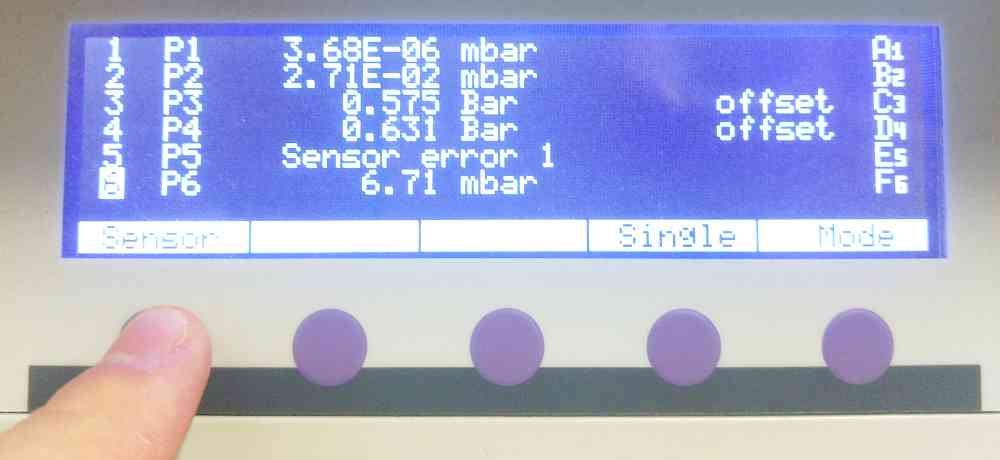 1 P1 3.68E-06 mbar A1
2 P2 2.71E-02 mbar B2
3 P3 0.575 Bar offset C3
4 P4 0.631 Bar offset D4
5 P5 Sensor error 1 E5
6 P6 6.71 mbar F6
Sensor Single Mode